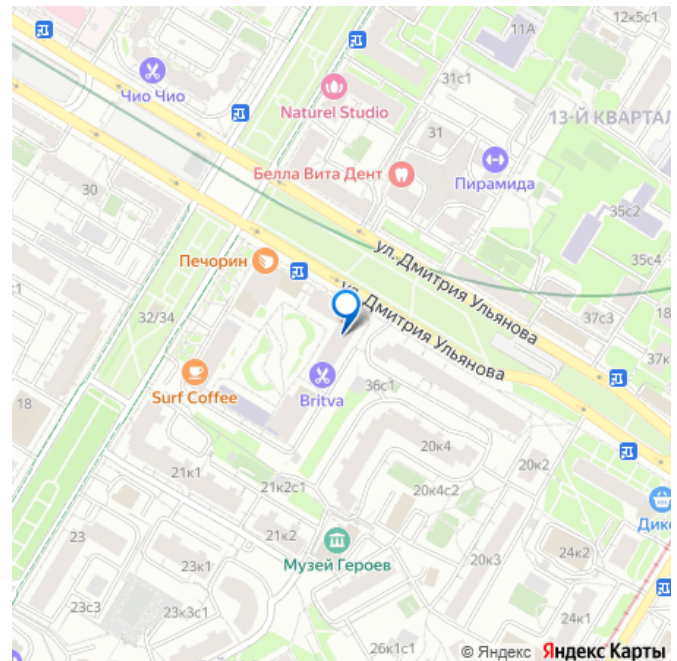 12к5с1
11А
Чио Чио
31с1
Naturel Studio
13-Й КВАРТАЛ
31
Белла Вита Дент
Пирамида
30
35с2
ул. Дмитрия Ульянова
35с4
Печорин
ул. Дмитрия Ульянова
37с3
18
32/34
37к
36с1
Surf Coffee
Britva
18
20к4
20к2
21к1
21к2с1
20к4с2
Дикс
23
21к2
Музей Героев
24к2
20к3
23с3
23к3с1
24к1
26к1с1
© Яндекс Яндекс Карты